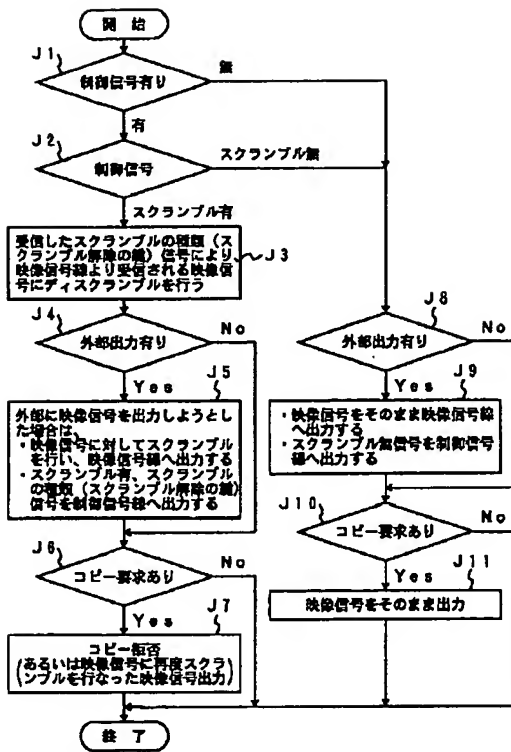 開 始
J1
制御信号有り
無
有
J2
制御信号
スクランブル無
スクランブル有
受信したスクランブルの種類(ス
クランブル解除の鍵)信号により
映像信号線より受信される映像信
号にディスクランブルを行う
J3
J4
外部出力有り
No
Yes
J5
外部に映像信号を出力しようとし
た場合は、
・映像信号に対してスクランブル
を行い、映像信号線へ出力する
・スクランブル有、スクランブル
の種類(スクランブル解除の鍵)
信号を制御信号線へ出力する
J6
コピー要求あり
No
Yes
J7
コピー拒否
(あるいは映像信号に再度スクラ
ンブルを行なった映像信号出力)
J8
外部出力有り
No
Yes
J9
・映像信号をそのまま映像信号線
へ出力する
・スクランブル無信号を制御信号
線へ出力する
J10
コピー要求あり
No
Yes
J11
映像信号をそのまま出力
終 了